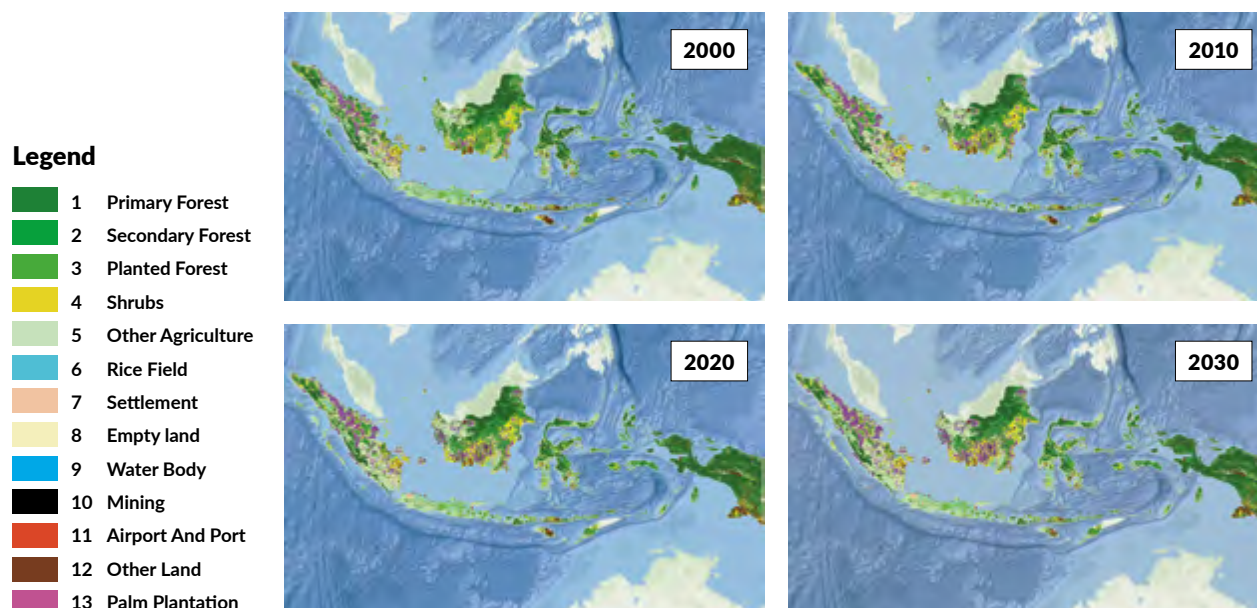 2000
2010
Legend
1 Primary Forest
2 Secondary Forest
3 Planted Forest
4 Shrubs
5 Other Agriculture
6 Rice Field
7 Settlement
8 Empty land
9 Water Body
10 Mining
11 Airport And Port
12 Other Land
13 Palm Plantation
2020
2030